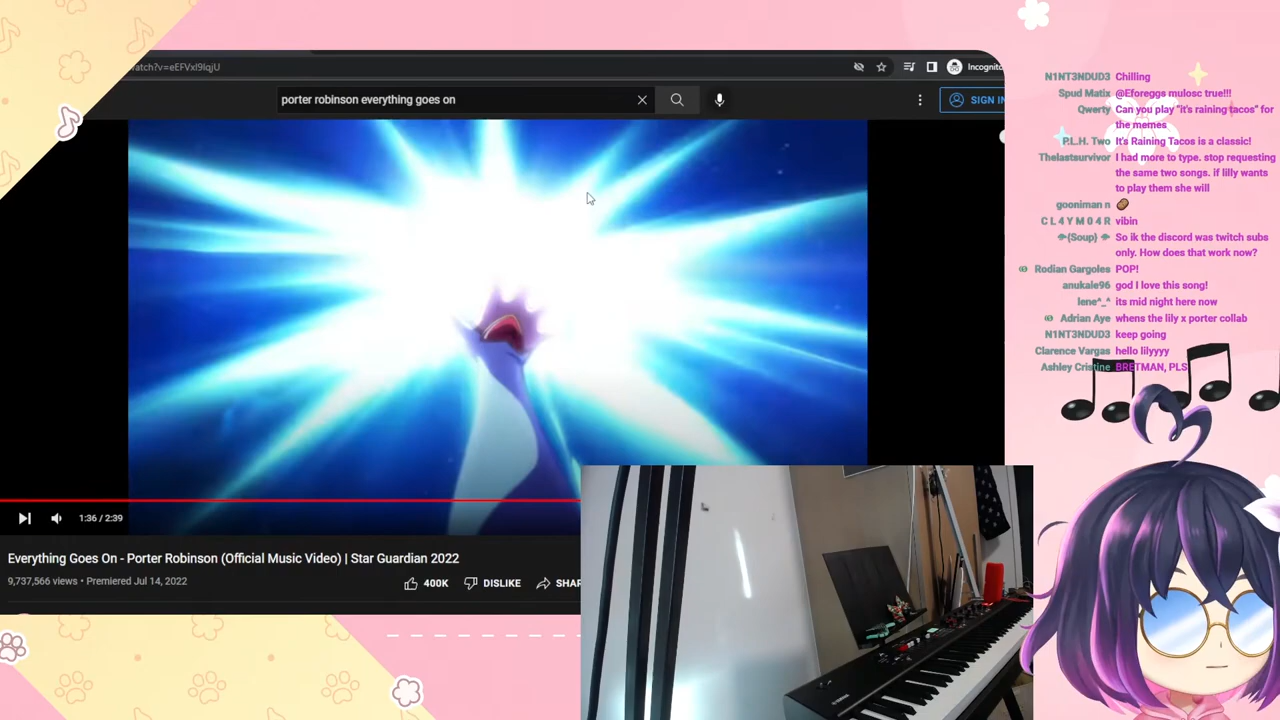 watch?v=eEFVxl9lqjU
Incognito
porter robinson everything goes on
SIGN IN
1:36 / 2:39
Everything Goes On - Porter Robinson (Official Music Video) | Star Guardian 2022
9,737,566 views • Premiered Jul 14, 2022
400K
DISLIKE
SHAR
N1NT3NDUD3 Chilling
Spud Matix @Eforeggs mulosc true!!!
Qwerty Can you play "it's raining tacos" for
the memes
P.L.H. Two It's Raining Tacos is a classic!
Thelastsurvivor I had more to type. stop requesting
the same two songs. if lilly wants
to play them she will
gooniman n 🥔
C L 4 Y M 0 4 R vibin
{Soup} So ik the discord was twitch subs
only. How does that work now?
Rodian Gargoles POP!
anukale96 god I love this song!
lene^_^ its mid night here now
Adrian Aye whens the lily x porter collab
N1NT3NDUD3 keep going
Clarence Vargas hello lilyyyy
Ashley Cristine BRETMAN, PLS